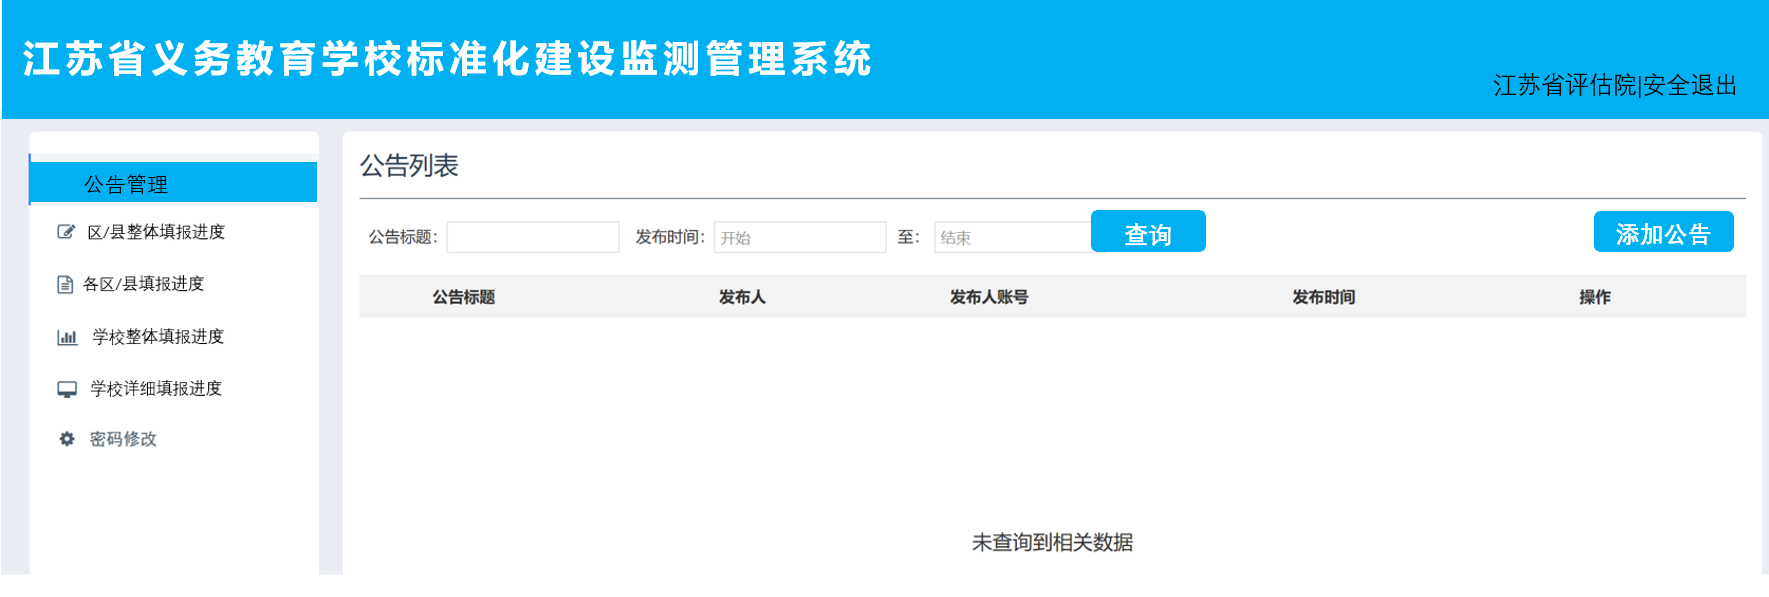 江苏省义务教育学校标准化建设监测管理系统
江苏省评估院|安全退出
公告管理
区/县整体填报进度
各区/县填报进度
学校整体填报进度
学校详细填报进度
密码修改
公告列表
公告标题： 发布时间： 开始 至： 结束 查询 添加公告
公告标题 发布人 发布人账号 发布时间 操作
未查询到相关数据